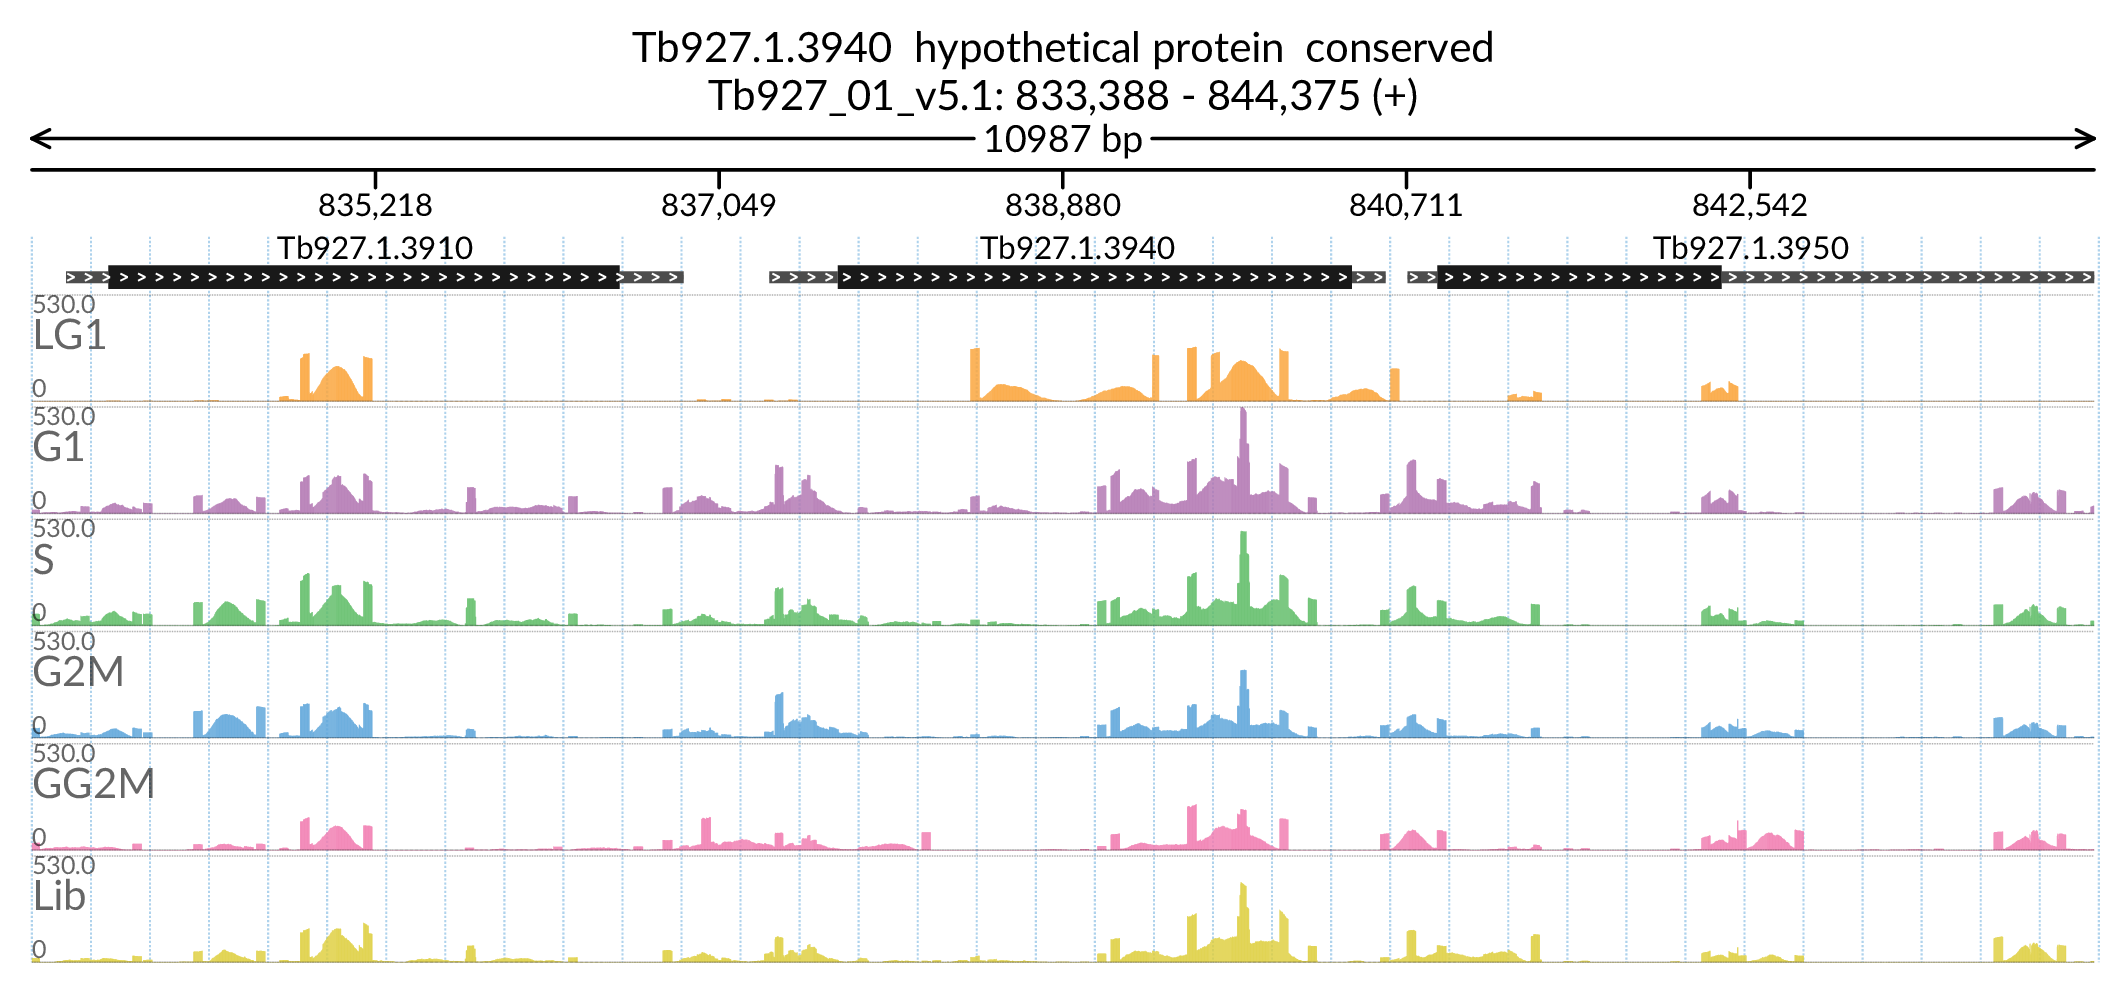 Tb927.1.3940 hypothetical protein conserved
Tb927_01_v5.1: 833,388 - 844,375 (+)
10987 bp
835,218 837,049 838,880 840,711 842,542
Tb927.1.3910 Tb927.1.3940 Tb927.1.3950
530.0
LG1
0
530.0
G1
0
530.0
S
0
530.0
G2M
0
530.0
GG2M
0
530.0
Lib
0